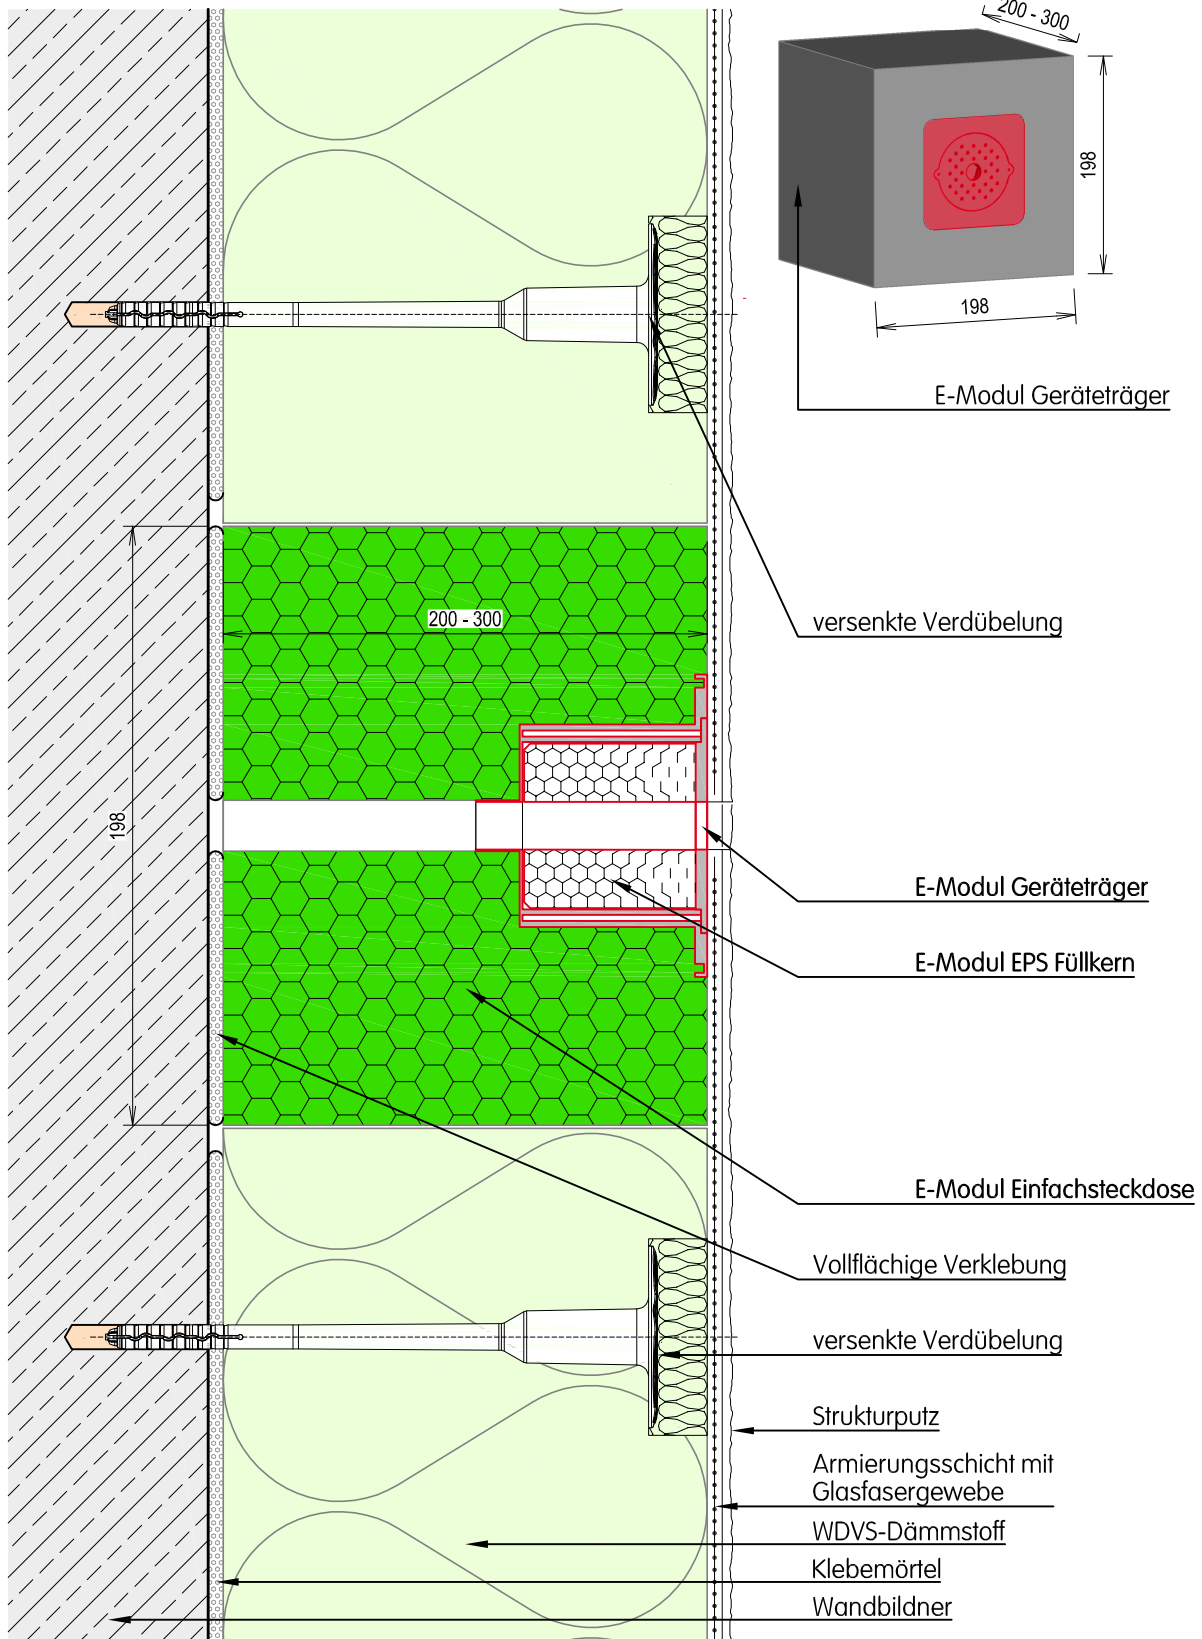 200 - 300
198
198
E-Modul Geräteträger
versenkte Verdübelung
200 - 300
198
E-Modul Geräteträger
E-Modul EPS Füllkern
E-Modul Einfachsteckdose
Vollflächige Verklebung
versenkte Verdübelung
Strukturputz
Armierungsschicht mit
Glasfasergewebe
WDVS-Dämmstoff
Klebemörtel
Wandbildner